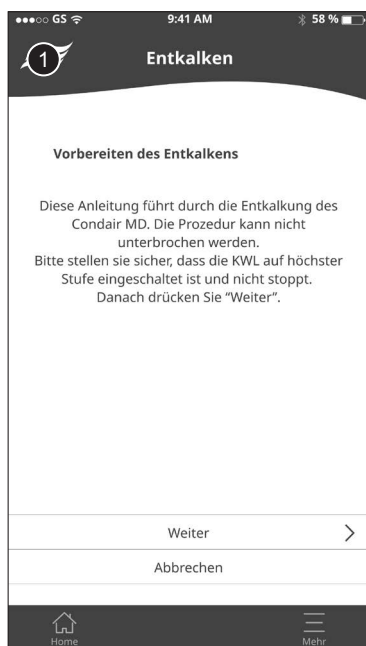 GS 9:41 AM 58 %
1 Entkalken
Vorbereiten des Entkalkens
Diese Anleitung führt durch die Entkalkung des
Condair MD. Die Prozedur kann nicht
unterbrochen werden.
Bitte stellen sie sicher, dass die KWL auf höchster
Stufe eingeschaltet ist und nicht stoppt.
Danach drücken Sie “Weiter”.
Weiter
Abbrechen
Home Mehr